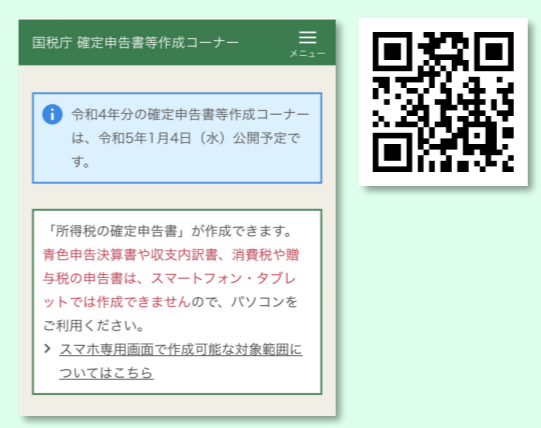 国税庁 確定申告書等作成コーナー
メニュー
令和4年分の確定申告書等作成コーナー
は、令和5年1月4日（水）公開予定で
す。
「所得税の確定申告書」が作成できます。
青色申告決算書や収支内訳書、消費税や贈
与税の申告書は、スマートフォン・タブレ
ットでは作成できませんので、パソコンを
ご利用ください。
スマホ専用画面で作成可能な対象範囲に
ついてはこちら